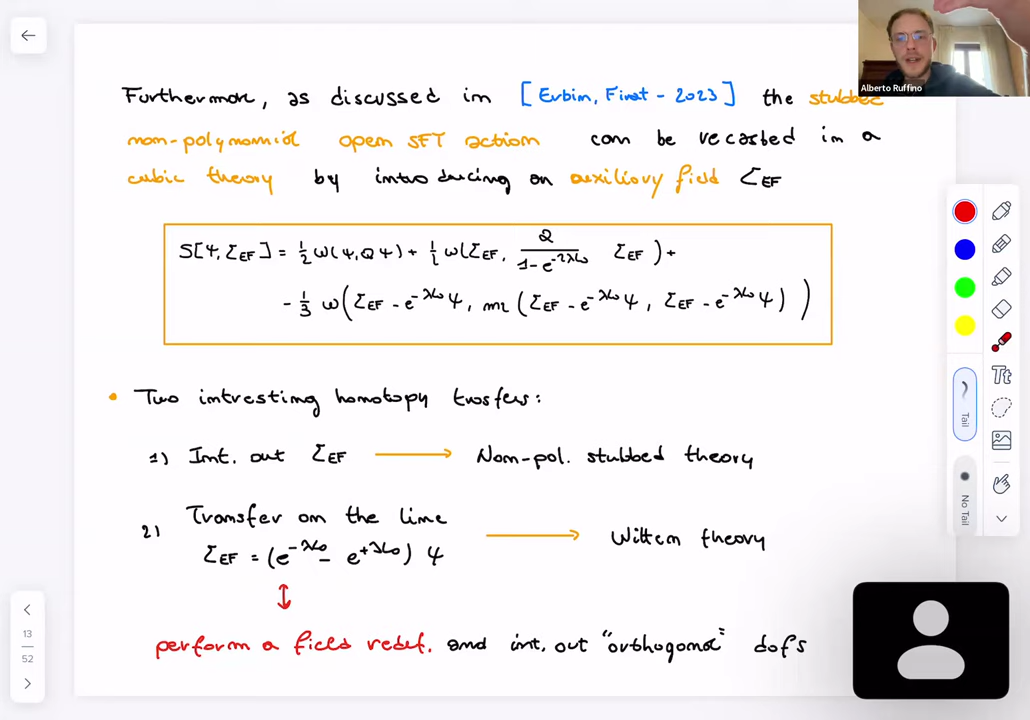 Alberto Ruffino
Furthermore, as discussed in [Erbin, Firat - 2023] the stubbed
non-polynomial open SFT action can be recasted in a
cubic theory by introducing an auxiliary field Σ_EF
S[Ψ, Σ_EF] = 1/2 ω(Ψ, QΨ) + 1/2 ω(Σ_EF, Q/(1-e^{-2λL₀}) Σ_EF) +
- 1/3 ω(Σ_EF - e^{-λL₀}Ψ, m₂(Σ_EF - e^{-λL₀}Ψ, Σ_EF - e^{-λL₀}Ψ))
• Two intresting homotopy trasfers:
1) Int. out Σ_EF → Non-pol. stubbed theory
2) Transfer on the line
Σ_EF = (e^{-λL₀} - e^{+λL₀}) Ψ → Witten theory
↕
perform a field redef. and int. out "orthogonal" dofs
Tail
No Tail
Tt
13
52